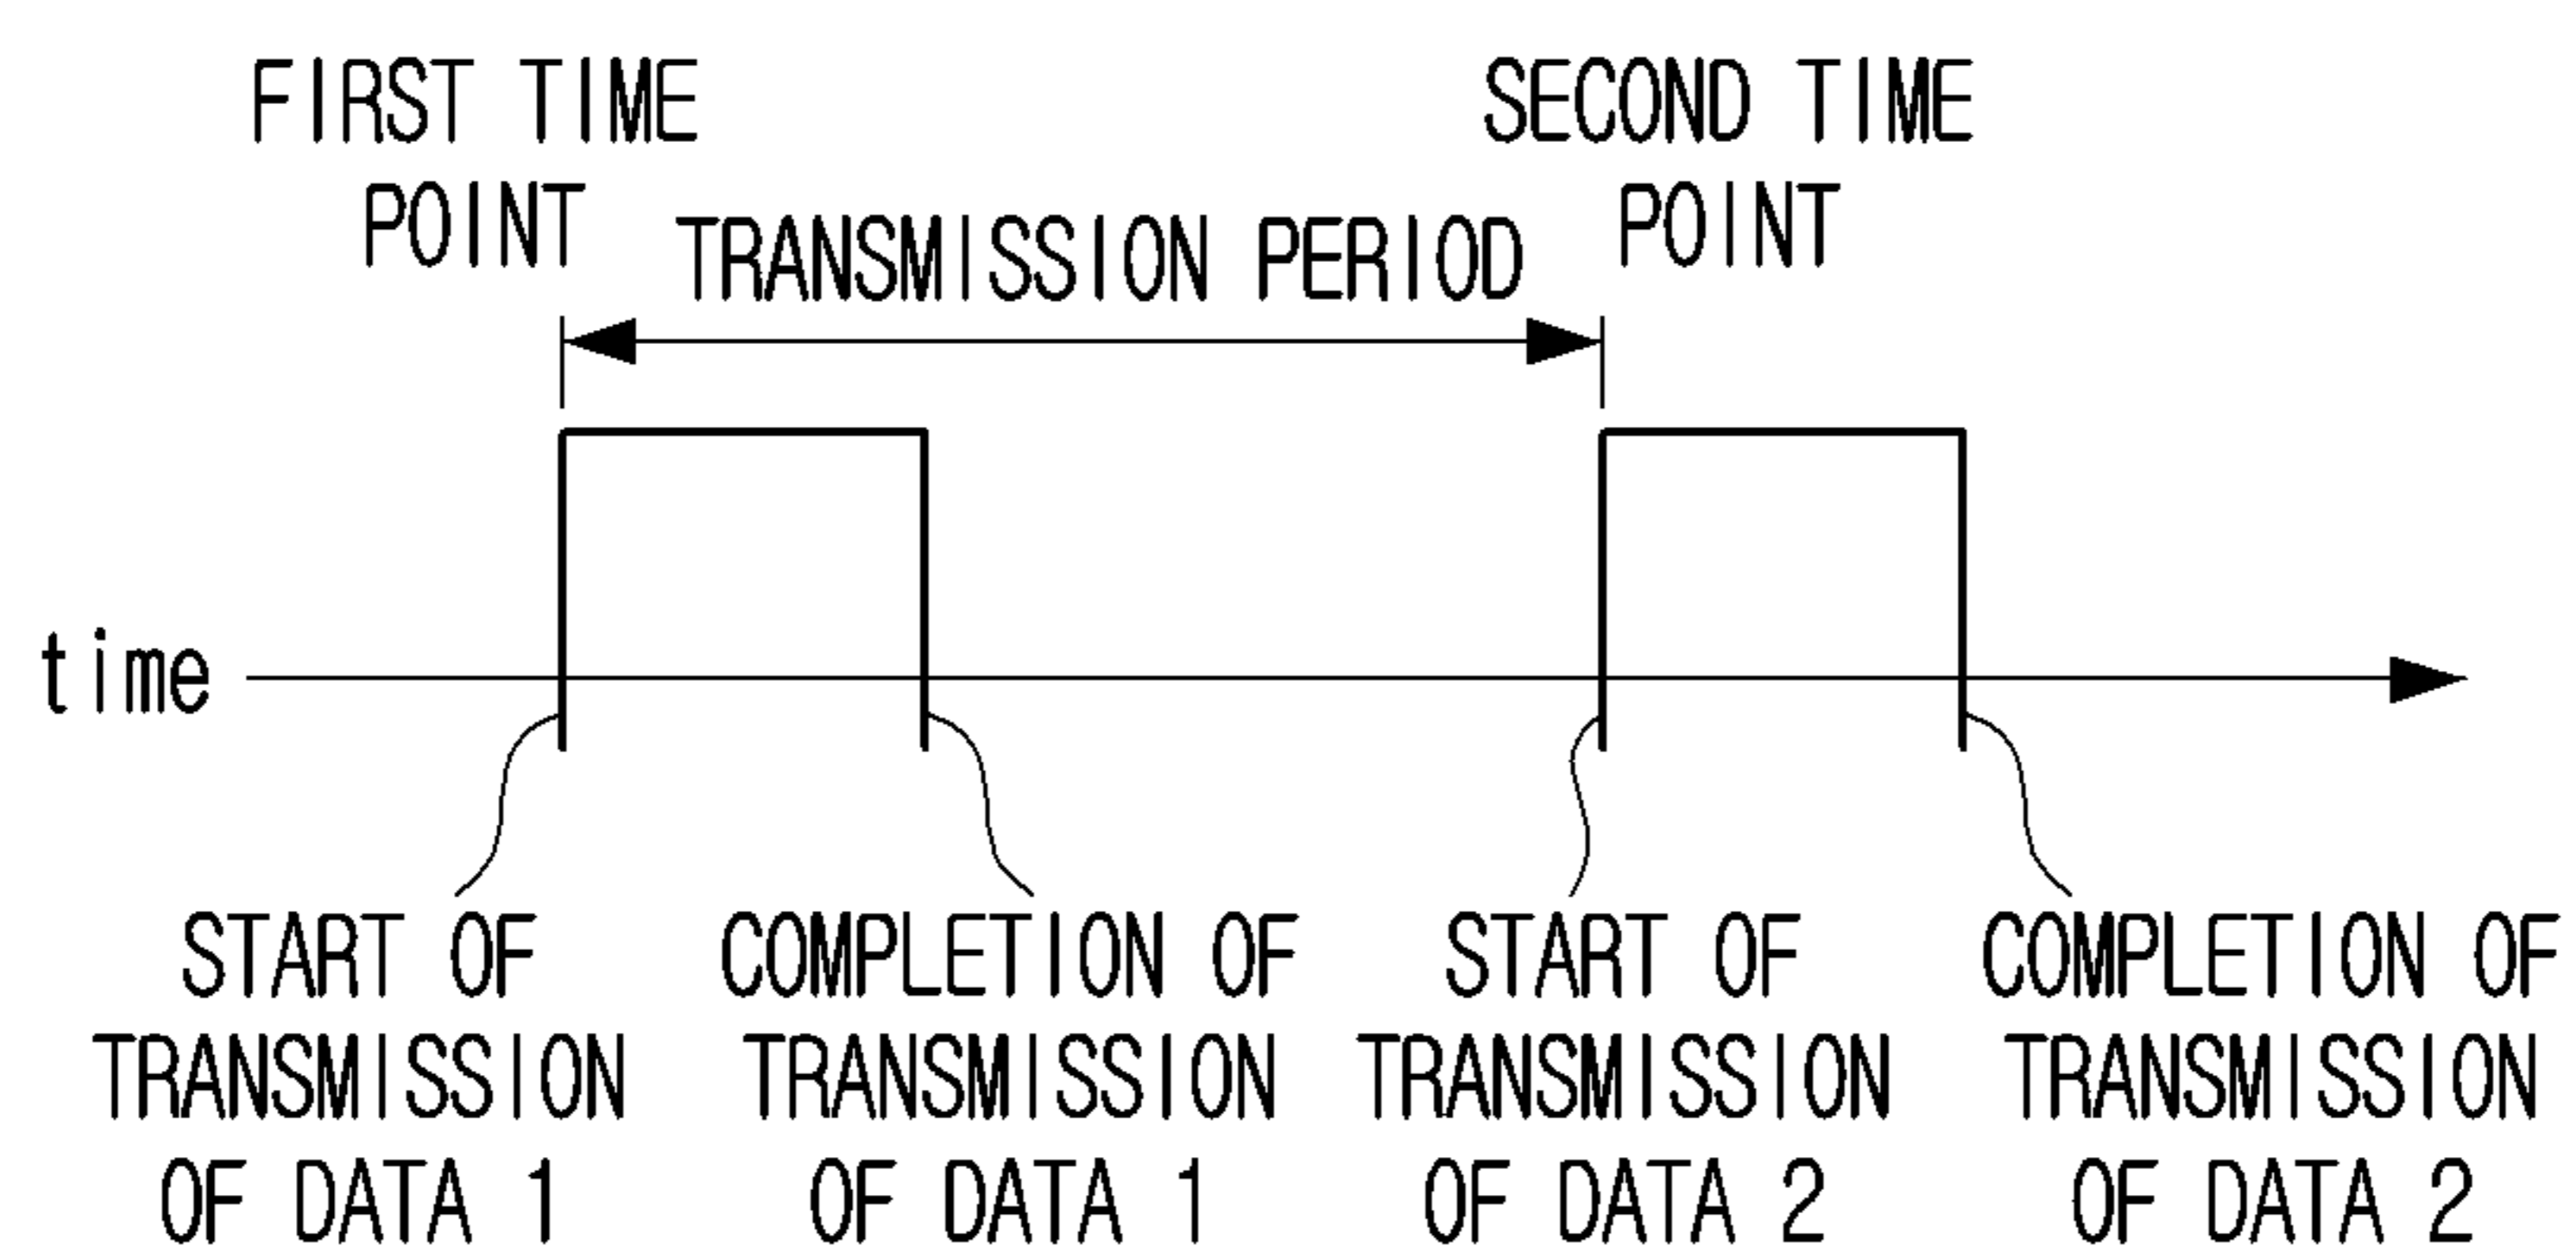 FIRST TIME
POINT
TRANSMISSION PERIOD
SECOND TIME
POINT
time
START OF
TRANSMISSION
OF DATA 1
COMPLETION OF
TRANSMISSION
OF DATA 1
START OF
TRANSMISSION
OF DATA 2
COMPLETION OF
TRANSMISSION
OF DATA 2